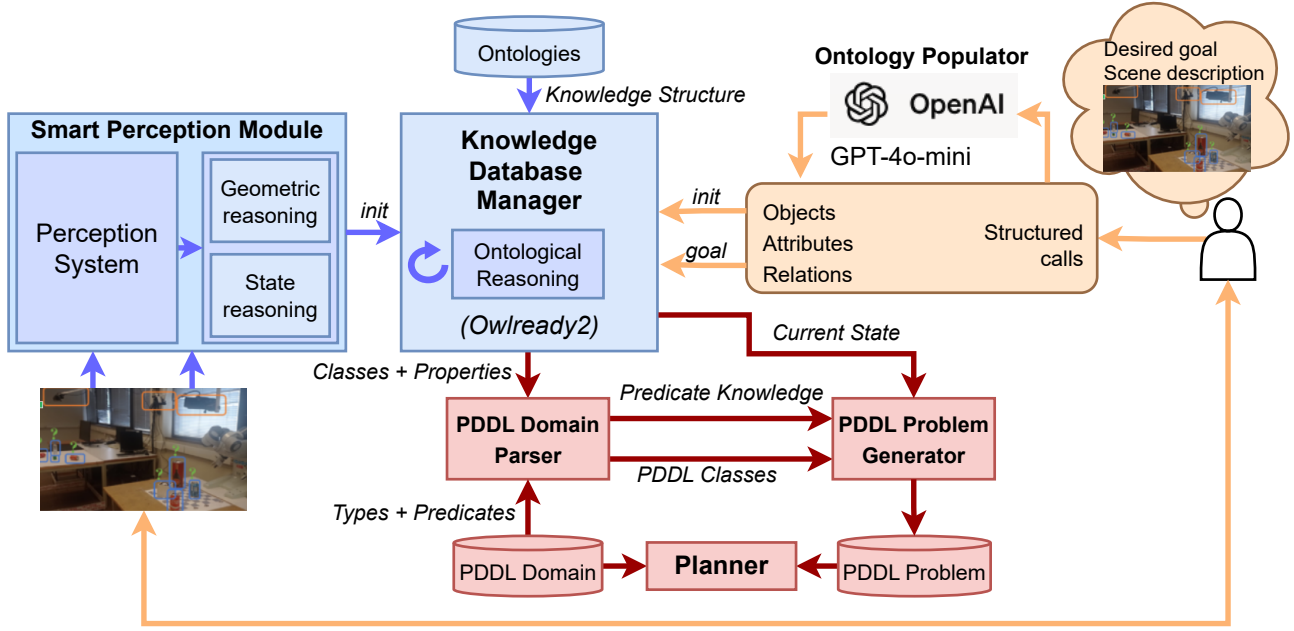 Ontologies
Knowledge Structure
Smart Perception Module
Perception
System
Geometric
reasoning
State
reasoning
init
Knowledge
Database
Manager
Ontological
Reasoning
(Owlready2)
Ontology Populator
OpenAI
GPT-4o-mini
init
goal
Objects
Attributes
Relations
Structured
calls
Desired goal
Scene description
Current State
Classes + Properties
Predicate Knowledge
PDDL Domain
Parser
PDDL Problem
Generator
PDDL Classes
Types + Predicates
PDDL Domain
Planner
PDDL Problem